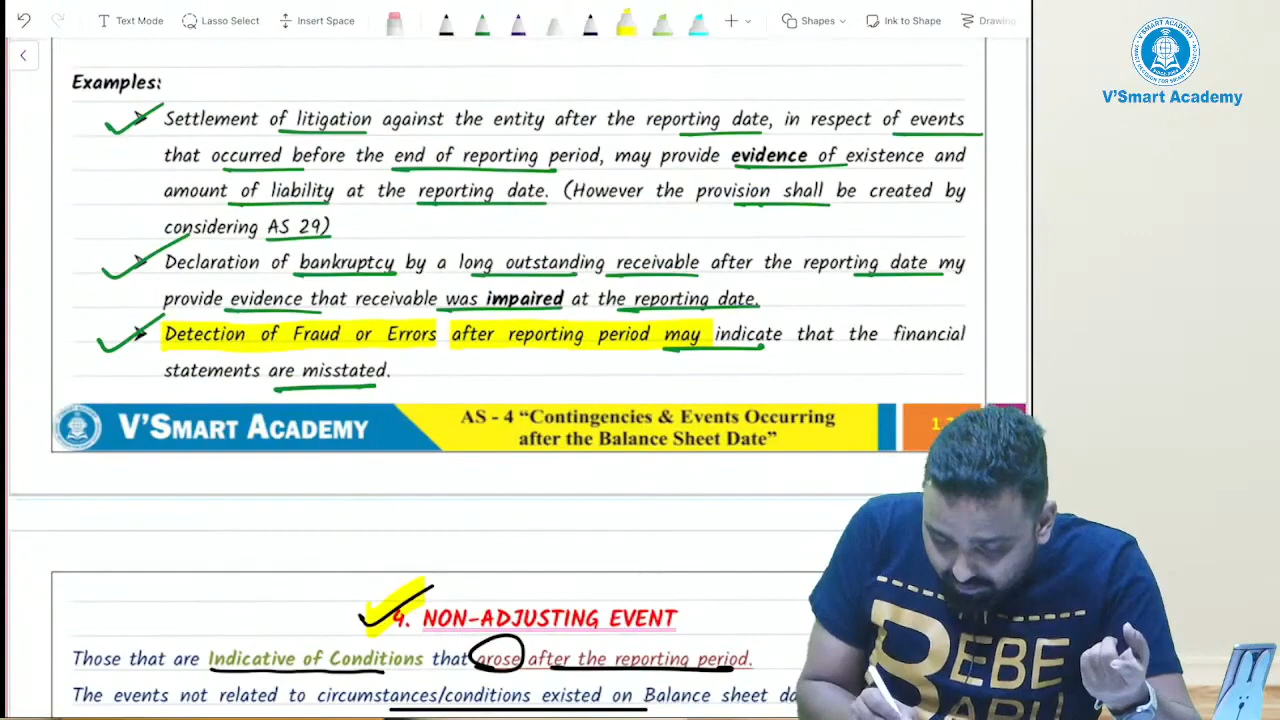 Text Mode Lasso Select Insert Space Shapes Ink to Shape Drawing
V'Smart Academy
Examples:
Settlement of litigation against the entity after the reporting date, in respect of events
that occurred before the end of reporting period, may provide evidence of existence and
amount of liability at the reporting date. (However the provision shall be created by
considering AS 29)
Declaration of bankruptcy by a long outstanding receivable after the reporting date my
provide evidence that receivable was impaired at the reporting date.
Detection of Fraud or Errors after reporting period may indicate that the financial
statements are misstated.
V'SMART ACADEMY
AS - 4 “Contingencies & Events Occurring
after the Balance Sheet Date”
4. NON-ADJUSTING EVENT
Those that are Indicative of Conditions that arose after the reporting period.
The events not related to circumstances/conditions existed on Balance sheet
BEBE
BABU